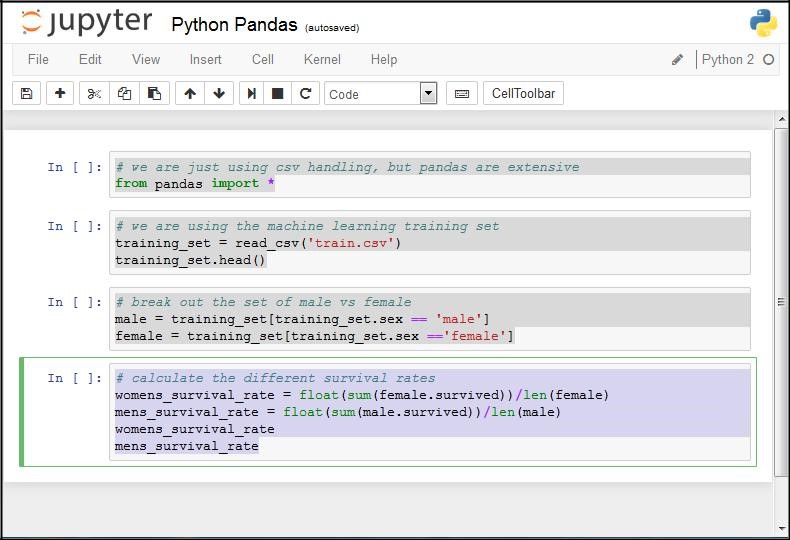 jupyter Python Pandas (autosaved)
File Edit View Insert Cell Kernel Help Python 2
Code CellToolbar
In [ ]: # we are just using csv handling, but pandas are extensive
from pandas import *
In [ ]: # we are using the machine learning training set
training_set = read_csv('train.csv')
training_set.head()
In [ ]: # break out the set of male vs female
male = training_set[training_set.sex == 'male']
female = training_set[training_set.sex =='female']
In [ ]: # calculate the different survival rates
womens_survival_rate = float(sum(female.survived))/len(female)
mens_survival_rate = float(sum(male.survived))/len(male)
womens_survival_rate
mens_survival_rate